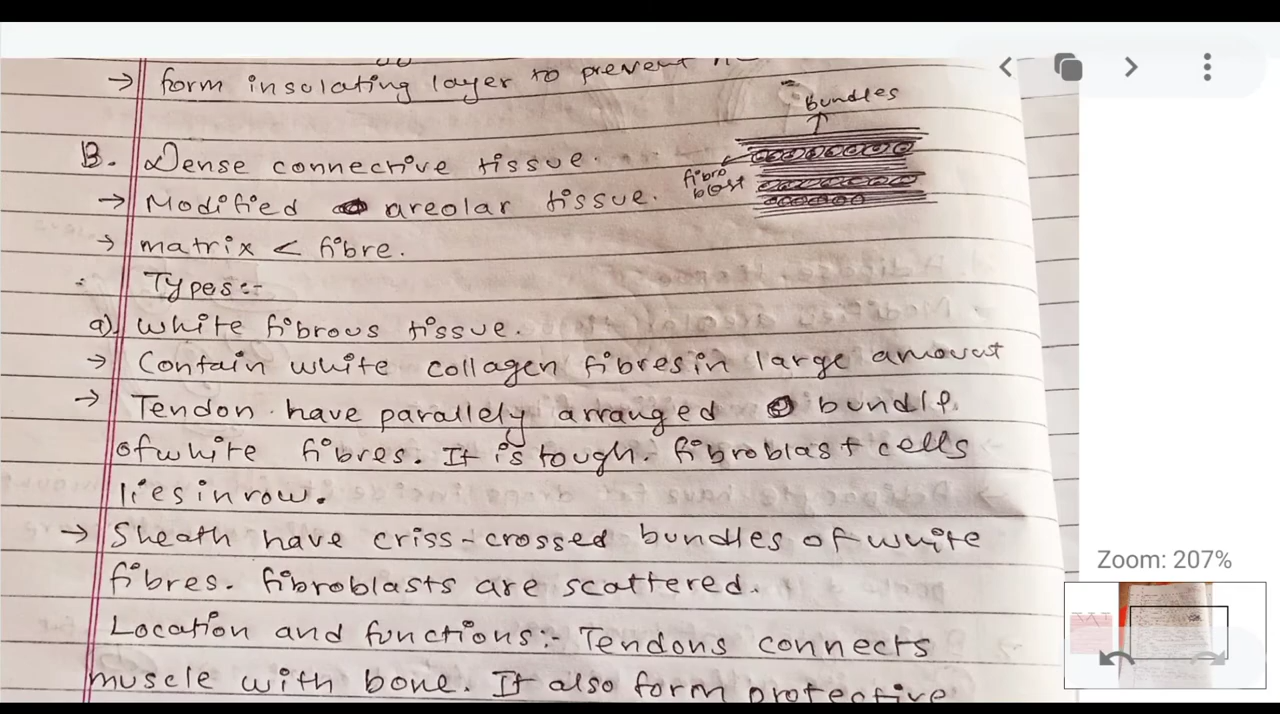 → form insulating layer to prevent
bundles
B. Dense connective tissue.
fibro
blast
→ Modified areolar tissue.
→ matrix < fibre.
Types:-
a) White fibrous tissue.
→ Contain white collagen fibres in large amount
→ Tendon have parallely arranged bundle
of white fibres. It is tough. fibroblast cells
lies in row.
→ Sheath have criss-crossed bundles of white
fibres. fibroblasts are scattered.
Location and functions:- Tendons connects
muscle with bone. It also form protective
Zoom: 207%